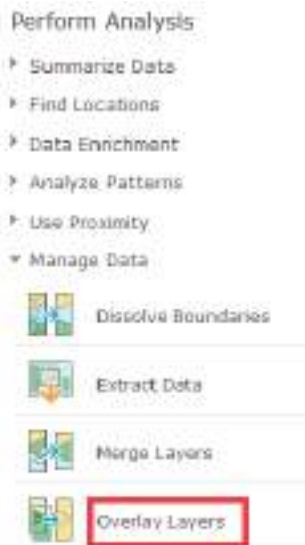 Perform Analysis
Summarize Data
Find Locations
Data Enrichment
Analyze Patterns
Use Proximity
Manage Data
Dissolve Boundaries
Extract Data
Merge Layers
Overlay Layers